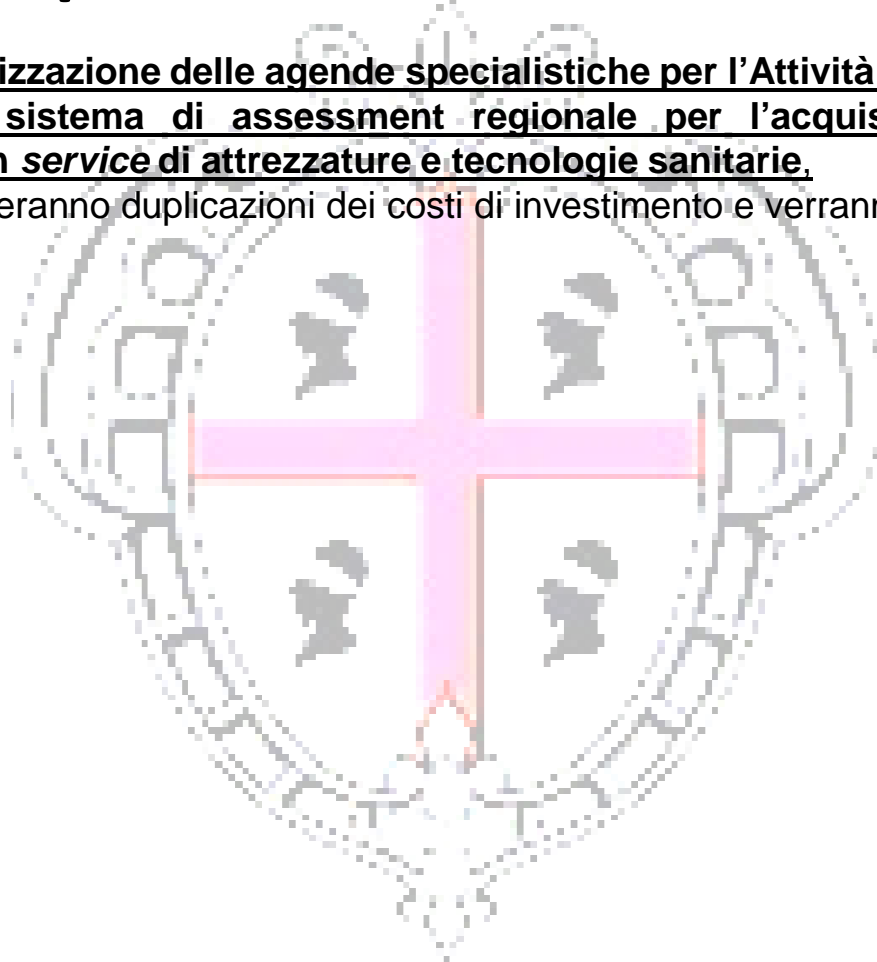 izzazione delle agende specialistiche per l’Attività
sistema di assessment regionale per l’acquis
n service di attrezzature e tecnologie sanitarie,
eranno duplicazioni dei costi di investimento e verrann